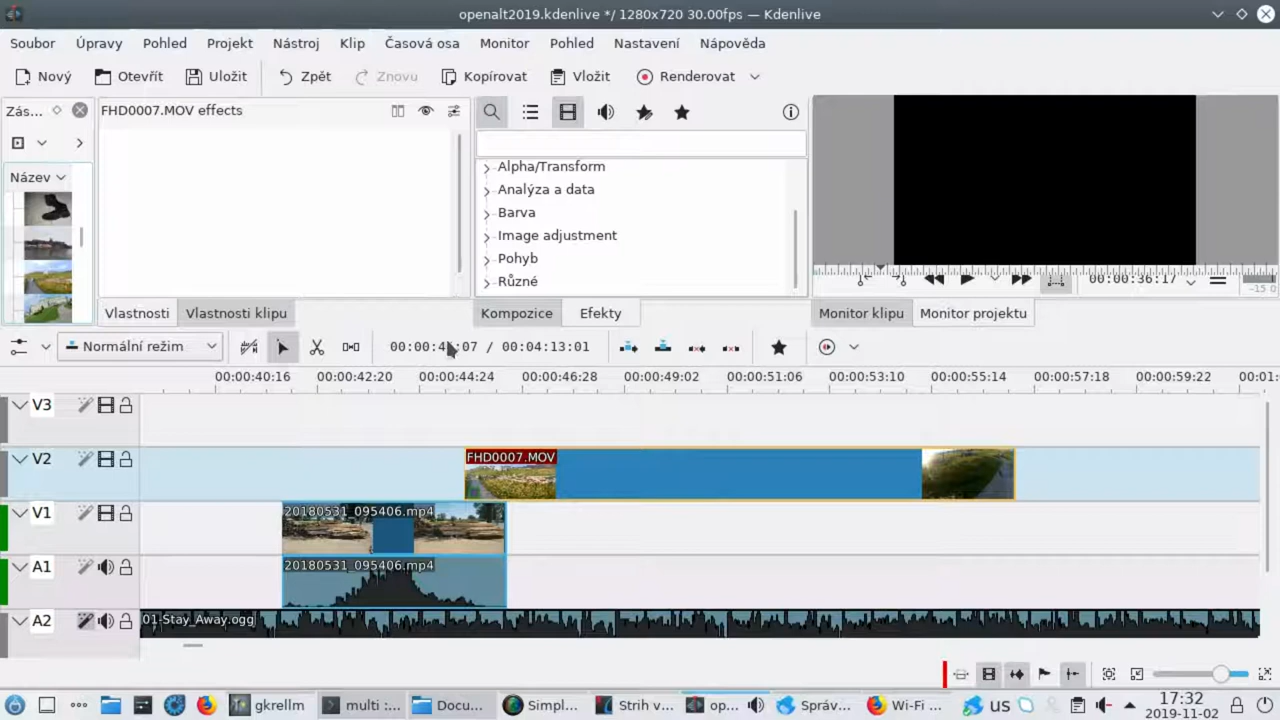 openalt2019.kdenlive */ 1280x720 30.00fps — Kdenlive
Soubor Úpravy Pohled Projekt Nástroj Klip Časová osa Monitor Pohled Nastavení Nápověda
Nový Otevřít Uložit Zpět Znovu Kopírovat Vložit Renderovat
Zás... FHD0007.MOV effects
Název
Alpha/Transform
Analýza a data
Barva
Image adjustment
Pohyb
Různé
00:00:36:17
-15 0
Vlastnosti Vlastnosti klipu Kompozice Efekty Monitor klipu Monitor projektu
Normální režim / 00:04:13:01
00:00:40:16 00:00:42:20 00:00:44:24 00:00:46:28 00:00:49:02 00:00:51:06 00:00:53:10 00:00:55:14 00:00:57:18 00:00:59:22 00:01:
V3
V2 FHD0007.MOV
V1 20180531_095406.mp4
A1 20180531_095406.mp4
A2 01-Stay_Away.ogg
gkrellm multi :... Docu... Simpl... Strih v... op... Správ... Wi-Fi ... US 17:32
2019-11-02